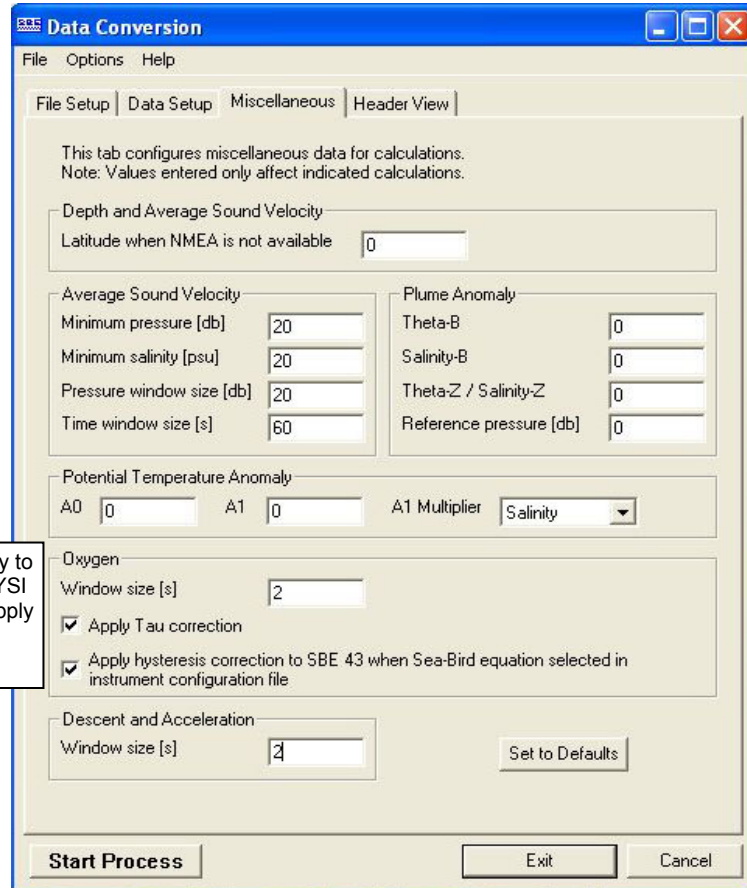 SBE Data Conversion
File Options Help
File Setup Data Setup Miscellaneous Header View
This tab configures miscellaneous data for calculations.
Note: Values entered only affect indicated calculations.
Depth and Average Sound Velocity
Latitude when NMEA is not available 0
Average Sound Velocity
Minimum pressure [db] 20
Minimum salinity [psu] 20
Pressure window size [db] 20
Time window size [s] 60
Plume Anomaly
Theta-B 0
Salinity-B 0
Theta-Z / Salinity-Z 0
Reference pressure [db] 0
Potential Temperature Anomaly
A0 0 A1 0 A1 Multiplier Salinity
y to
YSI
pply
Oxygen
Window size [s] 2
Apply Tau correction
Apply hysteresis correction to SBE 43 when Sea-Bird equation selected in
instrument configuration file
Descent and Acceleration
Window size [s] 2
Set to Defaults
Start Process Exit Cancel